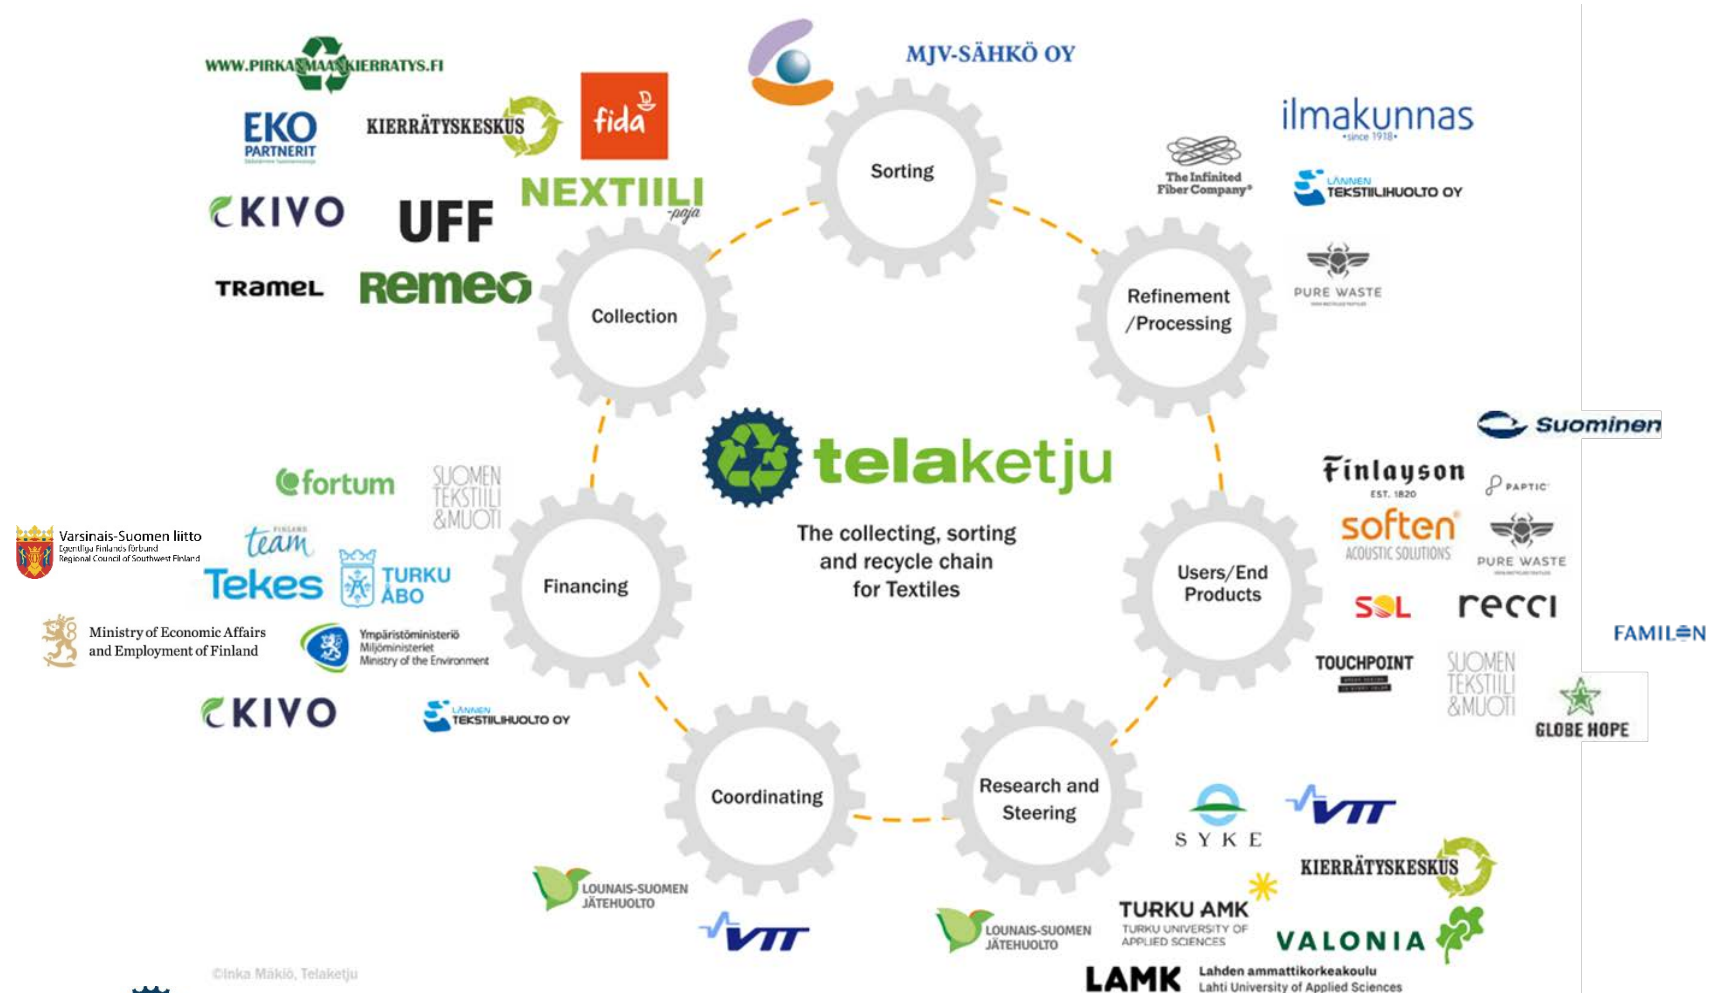 WWW.PIRKANMAANKIERRATYS.FI
EKO
PARTNERIT
KIERRÄTYSKESKUS
fida
KIVO
UFF
NEXTIILI
-paja
TRAMEL
Remeo
MJV-SÄHKÖ OY
Sorting
The Infinited
Fiber Company®
ilmakunnas
•since 1918•
LÄNNEN
TEKSTIILIHUOLTO OY
PURE WASTE
Collection
Refinement
/Processing
telaketju
The collecting, sorting
and recycle chain
for Textiles
fortum
SUOMEN
TEKSTIILI
&MUOTI
Varsinais-Suomen liitto
Egentliga Finlands förbund
Regional Council of Southwest Finland
FINLAND
team
Tekes
TURKU
ÅBO
Ministry of Economic Affairs
and Employment of Finland
Ympäristöministeriö
Miljöministeriet
Ministry of the Environment
KIVO
LÄNNEN
TEKSTIILIHUOLTO OY
Financing
Users/End
Products
Suominen
Finlayson
EST. 1820
PAPTIC
soften®
ACOUSTIC SOLUTIONS
PURE WASTE
SOL
recci
FAMILON
TOUCHPOINT
SUOMEN
TEKSTIILI
&MUOTI
GLOBE HOPE
Coordinating
Research and
Steering
LOUNAIS-SUOMEN
JÄTEHUOLTO
VTT
SYKE
VTT
KIERRÄTYSKESKUS
LOUNAIS-SUOMEN
JÄTEHUOLTO
TURKU AMK
TURKU UNIVERSITY OF
APPLIED SCIENCES
VALONIA
LAMK
Lahden ammattikorkeakoulu
Lahti University of Applied Sciences
©Inka Mäkiö, Telaketju